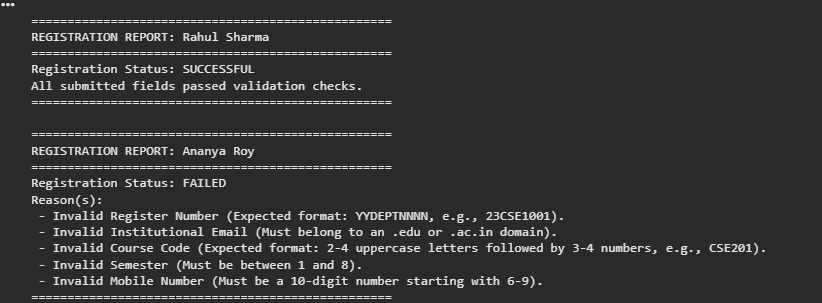 ==================================================
REGISTRATION REPORT: Rahul Sharma
==================================================
Registration Status: SUCCESSFUL
All submitted fields passed validation checks.
==================================================
==================================================
REGISTRATION REPORT: Ananya Roy
==================================================
Registration Status: FAILED
Reason(s):
- Invalid Register Number (Expected format: YYDEPTNNNN, e.g., 23CSE1001).
- Invalid Institutional Email (Must belong to an .edu or .ac.in domain).
- Invalid Course Code (Expected format: 2-4 uppercase letters followed by 3-4 numbers, e.g., CSE201).
- Invalid Semester (Must be between 1 and 8).
- Invalid Mobile Number (Must be a 10-digit number starting with 6-9).
==================================================